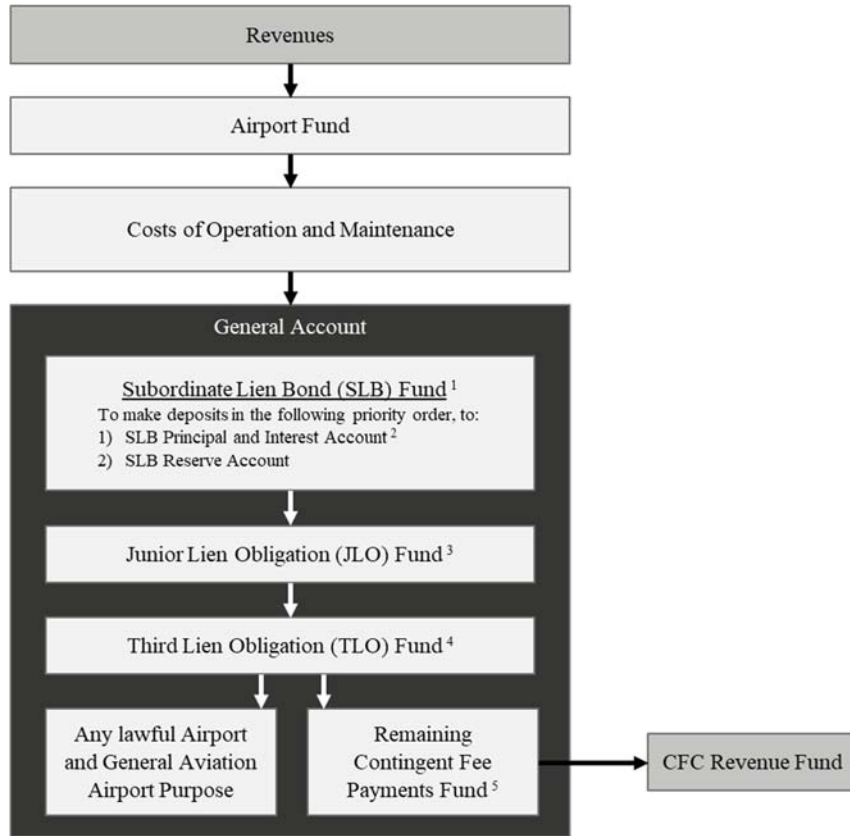 Revenues
Airport Fund
Costs of Operation and Maintenance
General Account
Subordinate Lien Bond (SLB) Fund 1
To make deposits in the following priority order, to:
1) SLB Principal and Interest Account 2
2) SLB Reserve Account
Junior Lien Obligation (JLO) Fund 3
Third Lien Obligation (TLO) Fund 4
Any lawful Airport
and General Aviation
Airport Purpose
Remaining
Contingent Fee
Payments Fund 5
CFC Revenue Fund